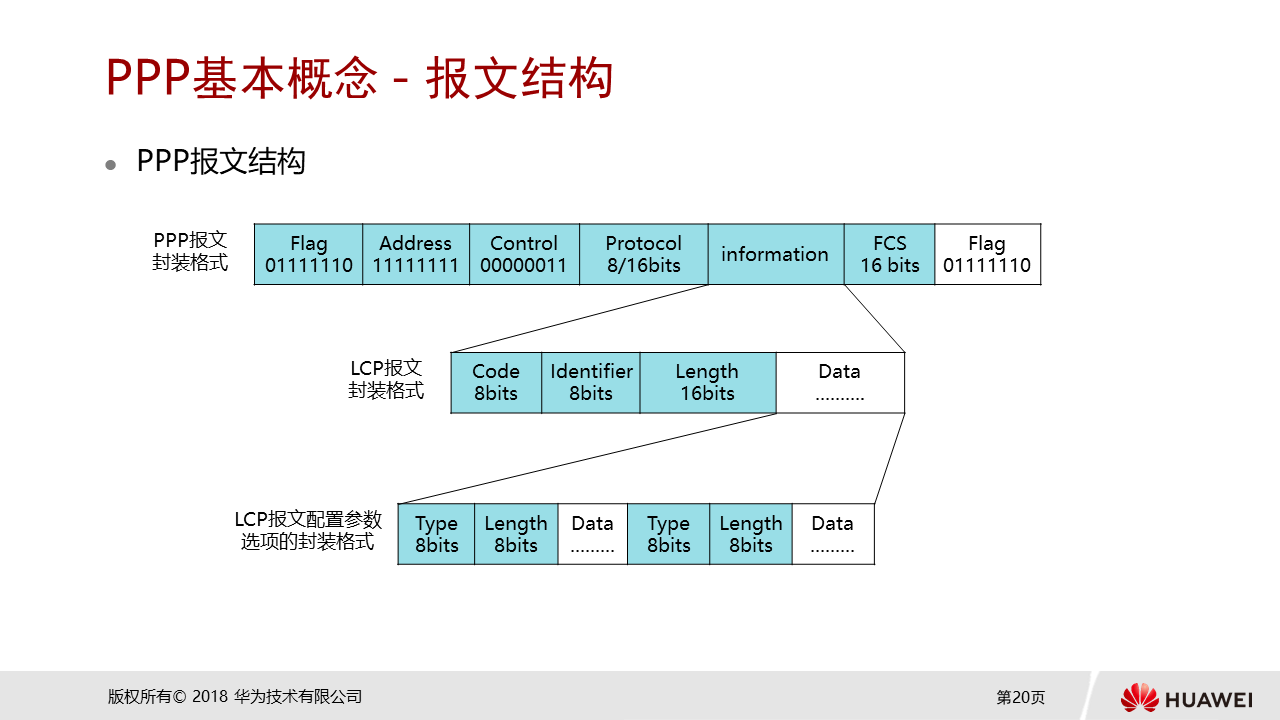 PPP基本概念 - 报文结构
PPP报文结构
PPP报文
封装格式
Flag
01111110
Address
11111111
Control
00000011
Protocol
8/16bits
information
FCS
16 bits
Flag
01111110
LCP报文
封装格式
Code
8bits
Identifier
8bits
Length
16bits
Data
..........
LCP报文配置参数
选项的封装格式
Type
8bits
Length
8bits
Data
.........
Type
8bits
Length
8bits
Data
.........
版权所有© 2018 华为技术有限公司
第20页
HUAWEI